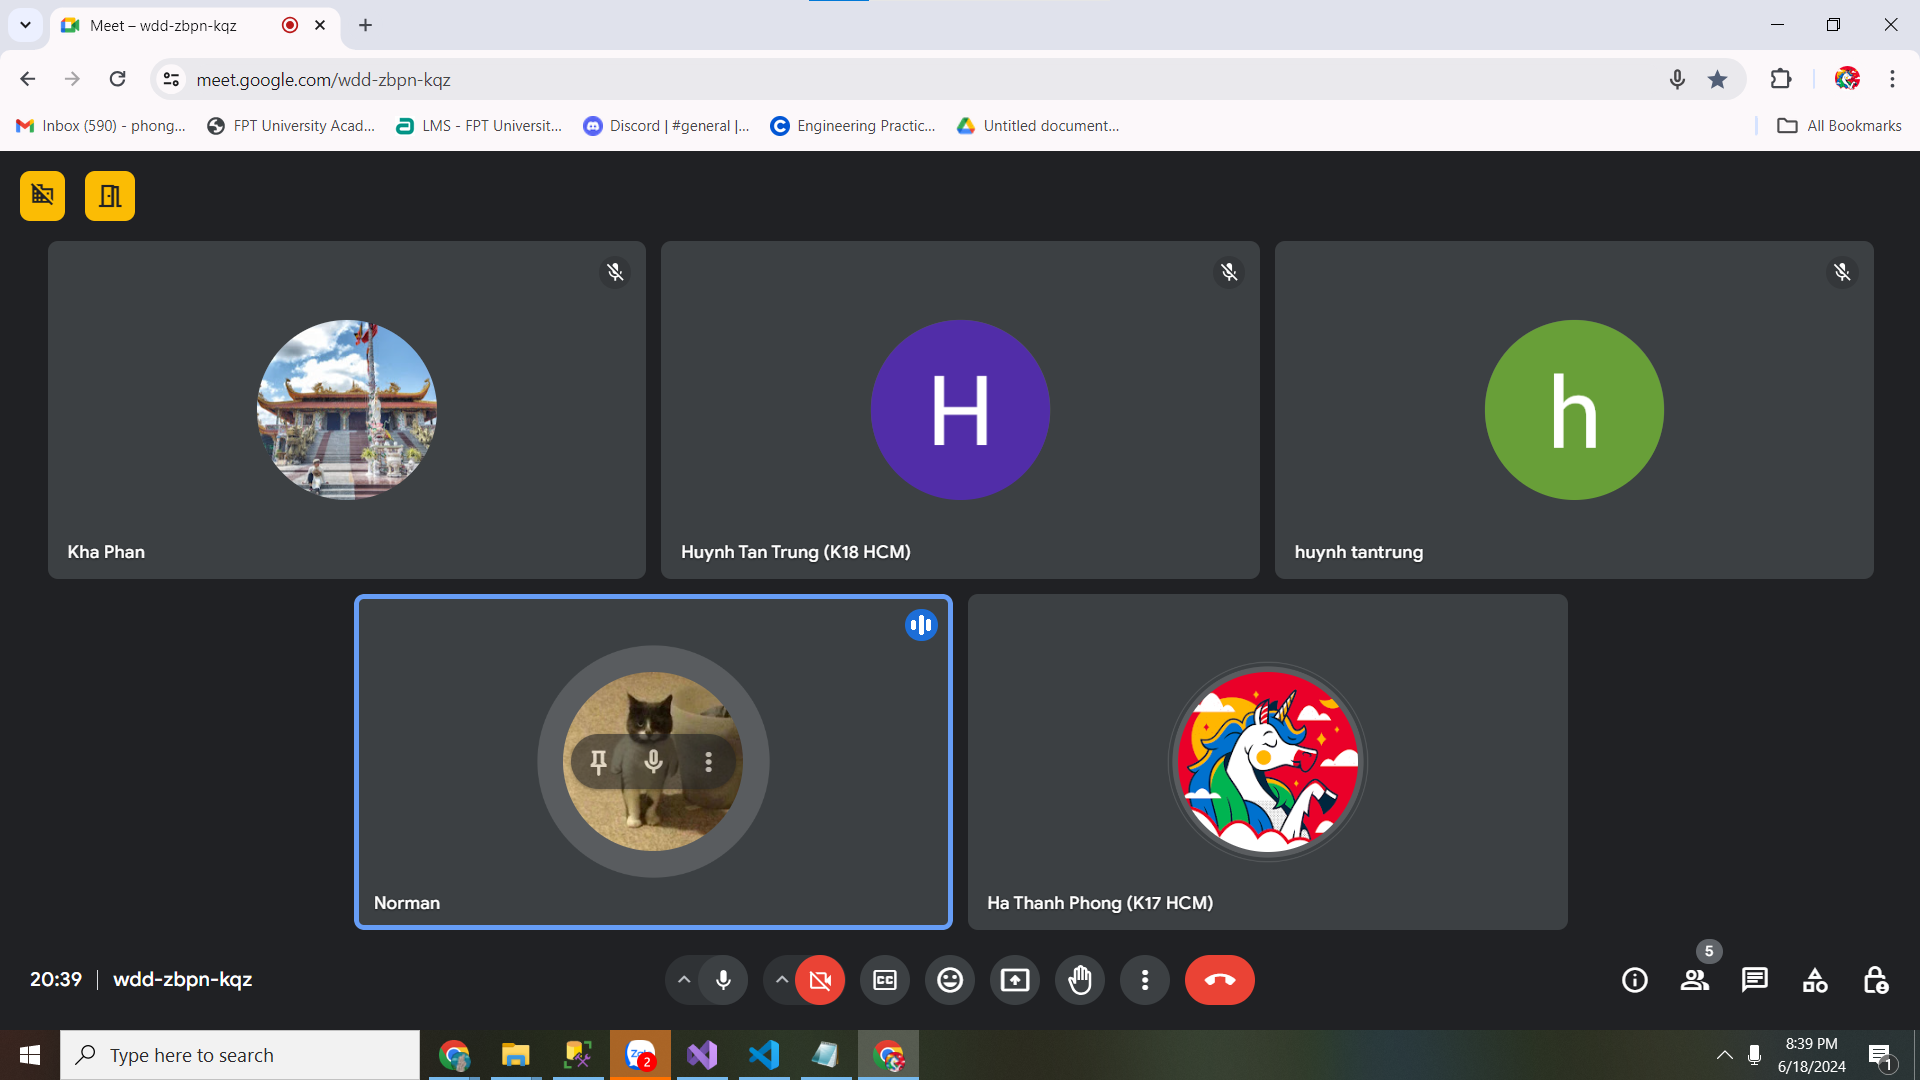 Meet – wdd-zbpn-kqz
meet.google.com/wdd-zbpn-kqz
Inbox (590) - phong...
FPT University Acad...
LMS - FPT Universit...
Discord | #general |...
Engineering Practic...
Untitled document...
All Bookmarks
H
h
Kha Phan
Huynh Tan Trung (K18 HCM)
huynh tantrung
Norman
Ha Thanh Phong (K17 HCM)
5
20:39
wdd-zbpn-kqz
CC
Type here to search
2
8:39 PM
6/18/2024
1